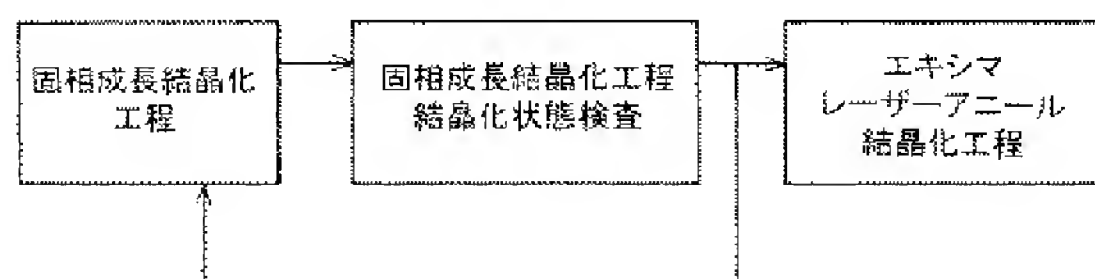 固相成長結晶化
工程
固相成長結晶化工程
結晶化状態検査
エキシマ
レーザーアニール
結晶化工程